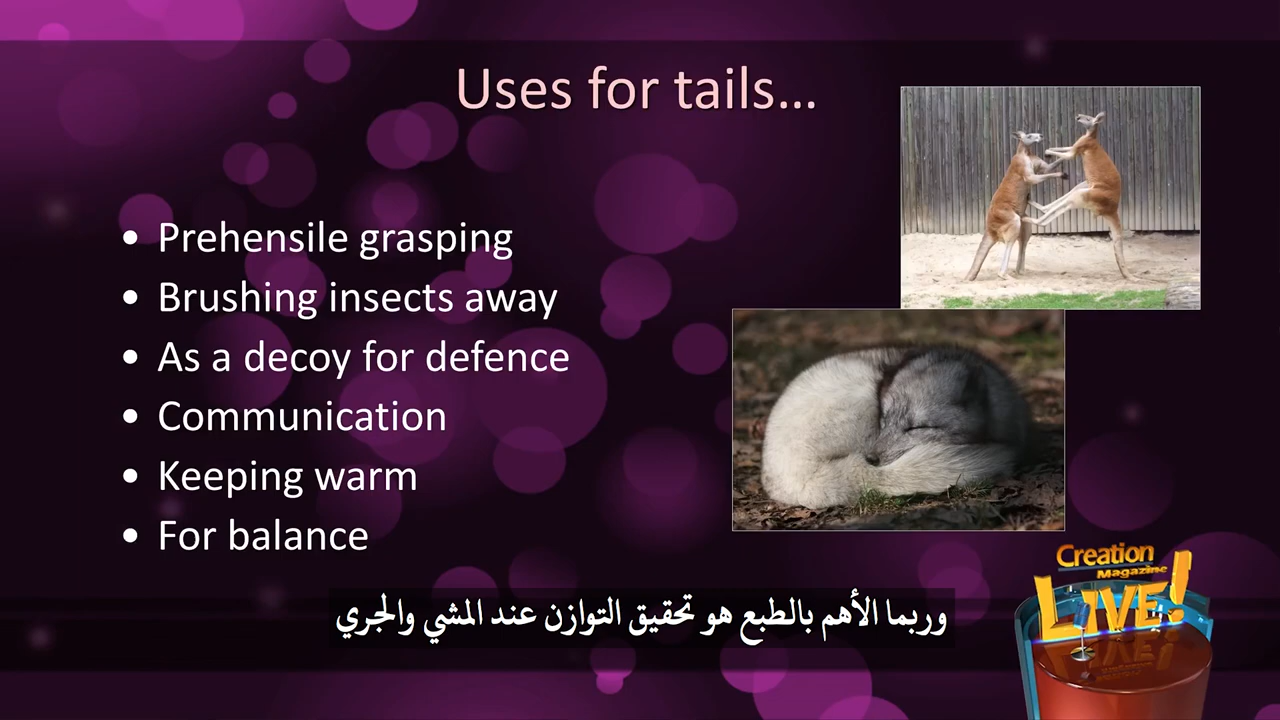 Uses for tails...
• Prehensile grasping
• Brushing insects away
• As a decoy for defence
• Communication
• Keeping warm
• For balance
وربما الأهم بالطبع هو تحقيق التوازن عند المشي والجري
Creation
Magazine
LIVE!